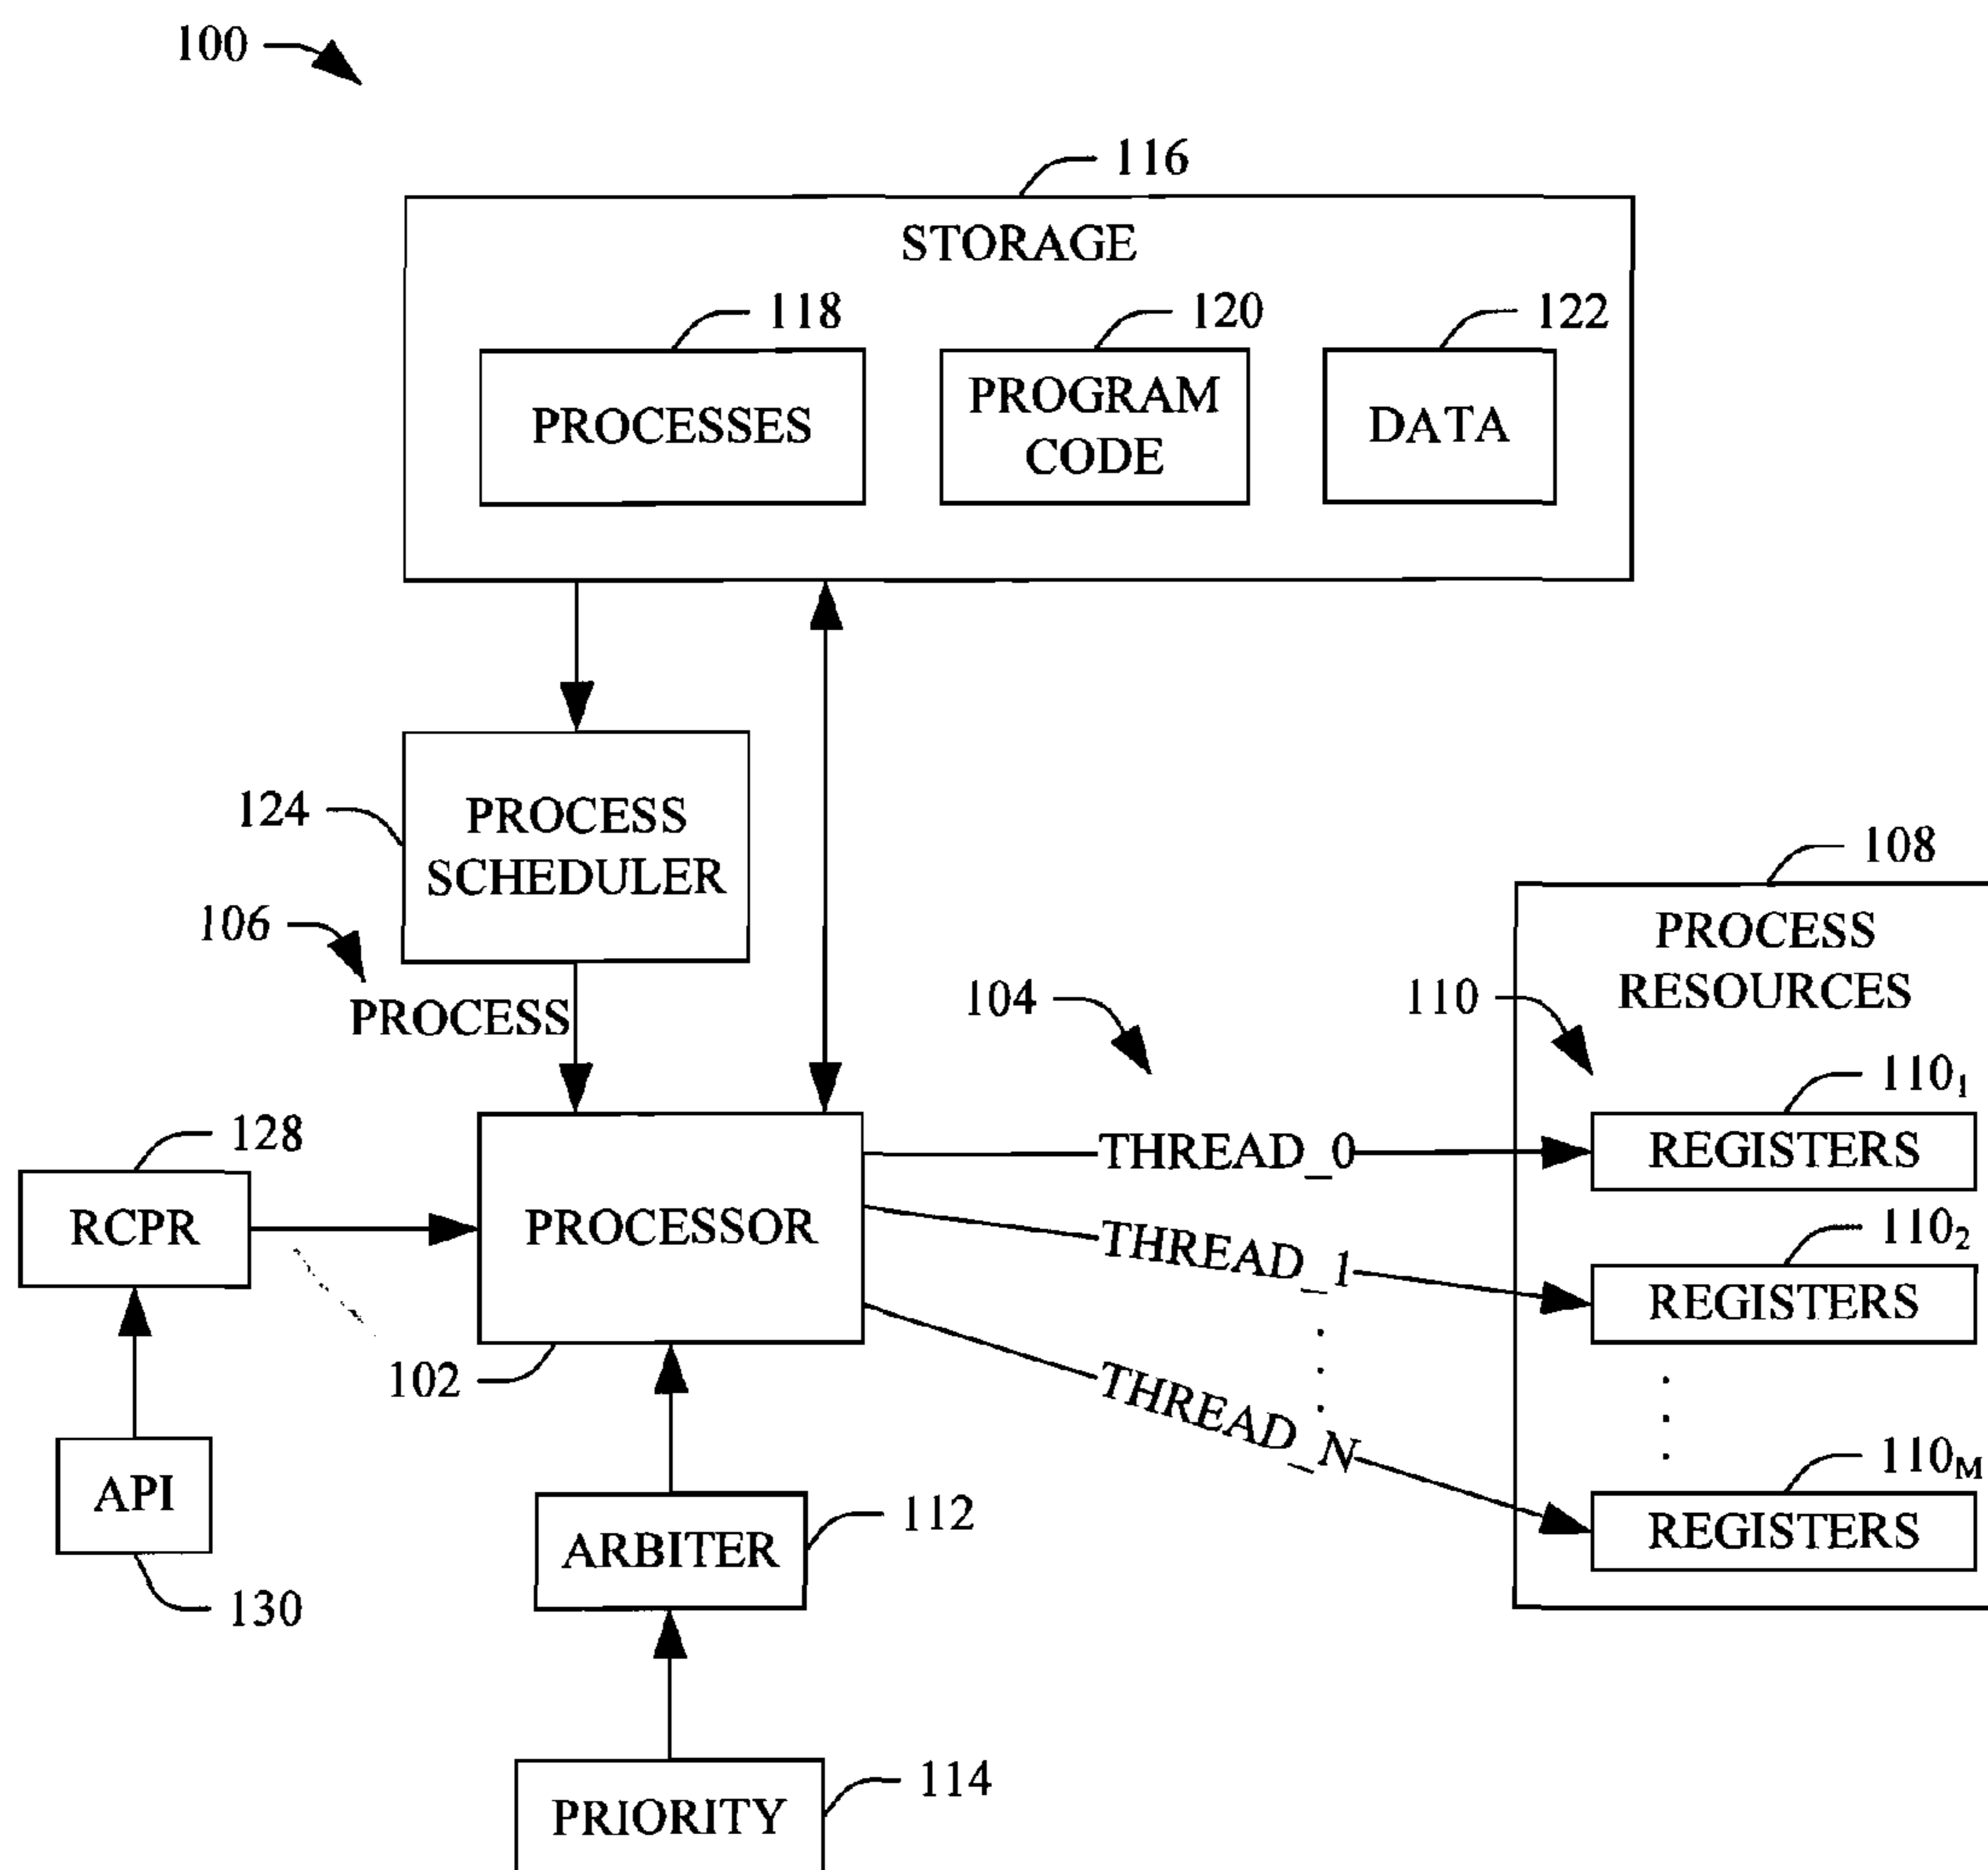 100
116
STORAGE
118
120
122
PROCESSES
PROGRAM
CODE
DATA
124
PROCESS
SCHEDULER
106
PROCESS
108
PROCESS
RESOURCES
104
110
110₁
REGISTERS
128
RCPR
PROCESSOR
THREAD_0
THREAD_1
110₂
REGISTERS
102
THREAD_N
110M
REGISTERS
API
130
ARBITER
112
PRIORITY
114